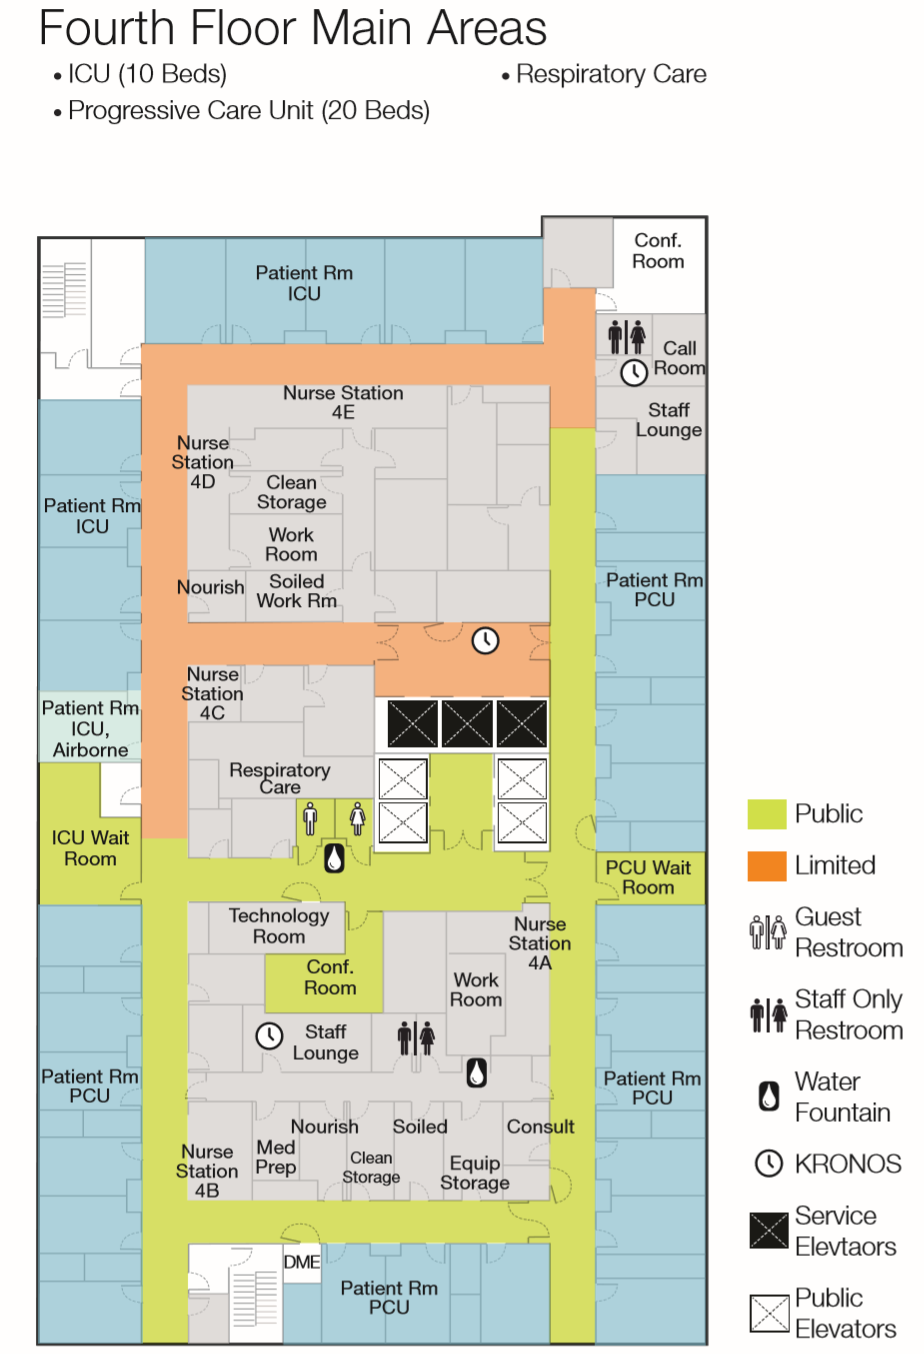 Fourth Floor Main Areas
• ICU (10 Beds)
• Respiratory Care
• Progressive Care Unit (20 Beds)
Conf.
Room
Patient Rm
ICU
Call
Room
Nurse Station
4E
Staff
Lounge
Nurse
Station
4D
Clean
Storage
Patient Rm
ICU
Work
Room
Nourish
Soiled
Work Rm
Patient Rm
PCU
Nurse
Station
4C
Patient Rm
ICU,
Airborne
Respiratory
Care
ICU Wait
Room
PCU Wait
Room
Technology
Room
Nurse
Station
4A
Conf.
Room
Work
Room
Staff
Lounge
Patient Rm
PCU
Patient Rm
PCU
Nourish
Soiled
Consult
Nurse
Station
4B
Med
Prep
Clean
Storage
Equip
Storage
DME
Patient Rm
PCU
Public
Limited
Guest
Restroom
Staff Only
Restroom
Water
Fountain
KRONOS
Service
Elevtaors
Public
Elevators